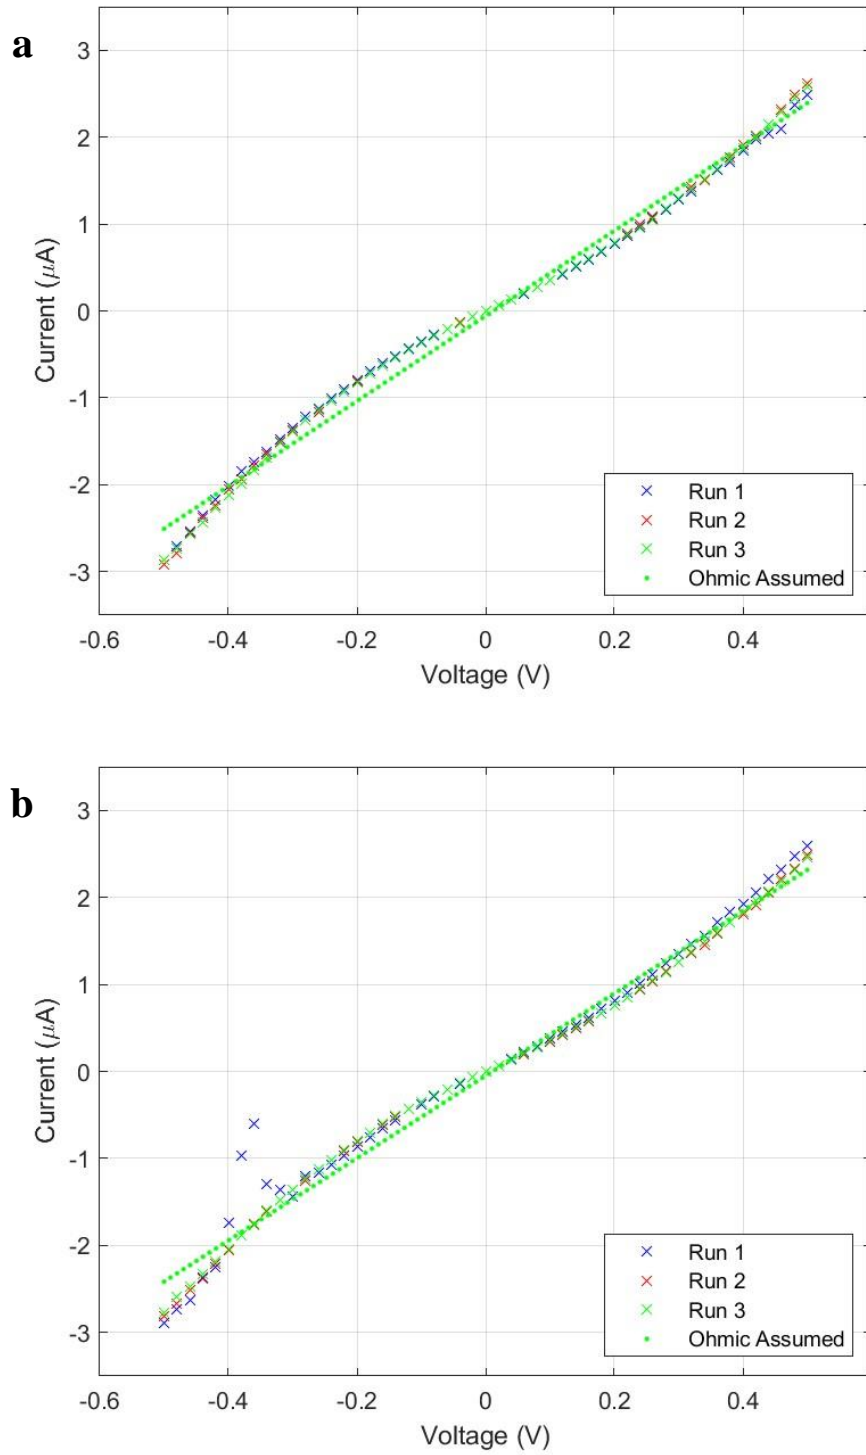 a
3
2
1
0
-1
-2
-3
Current (μA)
Run 1
Run 2
Run 3
Ohmic Assumed
-0.6 -0.4 -0.2 0 0.2 0.4
Voltage (V)
b
3
2
1
0
-1
-2
-3
Current (μA)
Run 1
Run 2
Run 3
Ohmic Assumed
-0.6 -0.4 -0.2 0 0.2 0.4
Voltage (V)